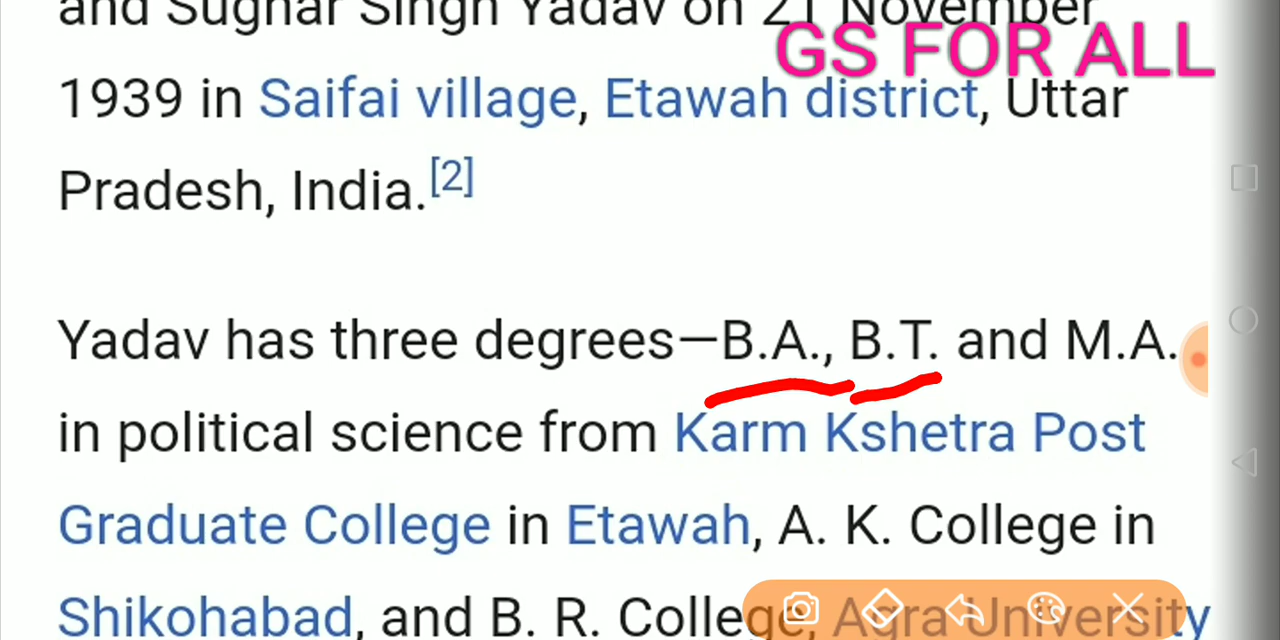 and Sughar Singh Yadav on 21 November
GS FOR ALL
1939 in Saifai village, Etawah district, Uttar
Pradesh, India.[2]
Yadav has three degrees—B.A., B.T. and M.A.
in political science from Karm Kshetra Post
Graduate College in Etawah, A. K. College in
Shikohabad, and B. R. College, Agra University